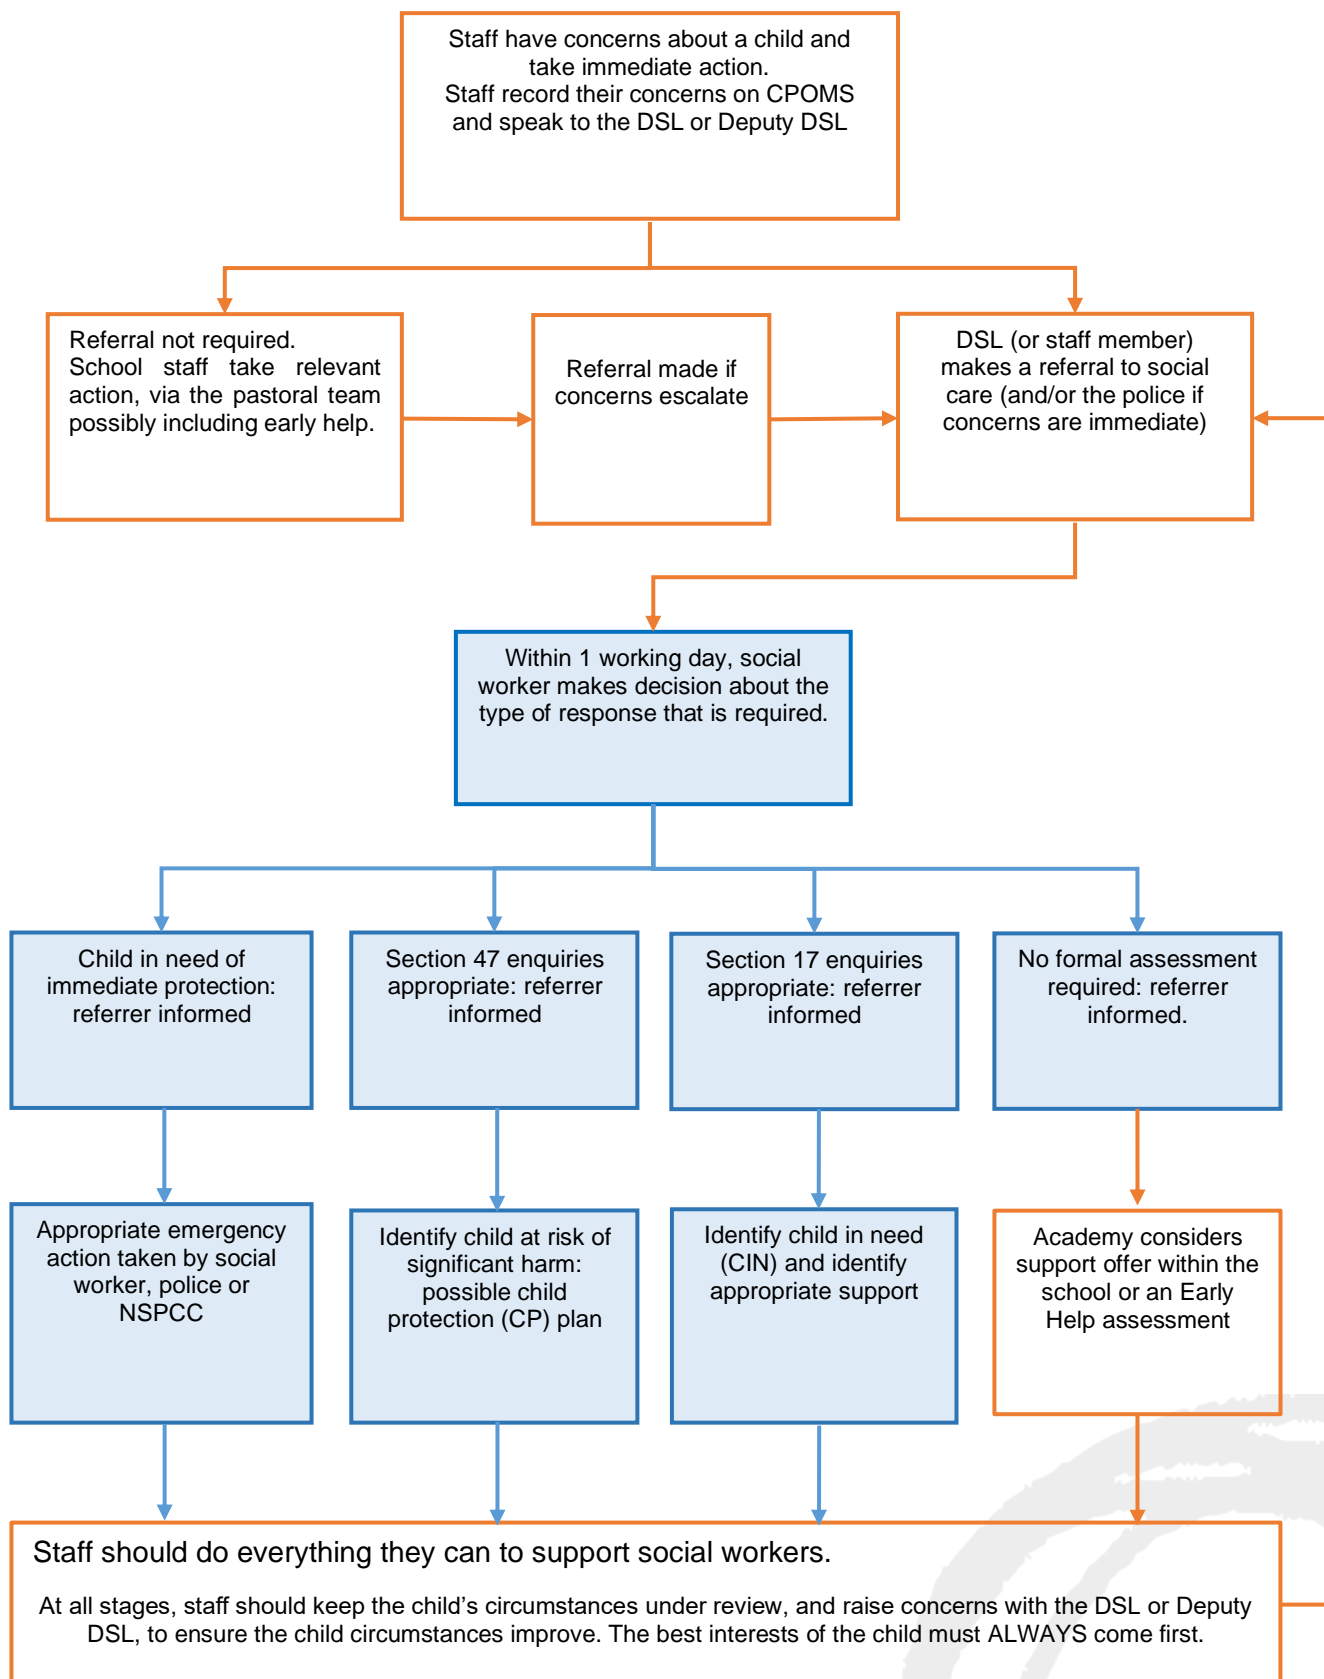 Staff have concerns about a child and
take immediate action.
Staff record their concerns on CPOMS
and speak to the DSL or Deputy DSL
Referral not required.
School staff take relevant
action, via the pastoral team
possibly including early help.
Referral made if
concerns escalate
DSL (or staff member)
makes a referral to social
care (and/or the police if
concerns are immediate)
Within 1 working day, social
worker makes decision about the
type of response that is required.
Child in need of
immediate protection:
referrer informed
Section 47 enquiries
appropriate: referrer
informed
Section 17 enquiries
appropriate: referrer
informed
No formal assessment
required: referrer
informed.
Appropriate emergency
action taken by social
worker, police or
NSPCC
Identify child at risk of
significant harm:
possible child
protection (CP) plan
Identify child in need
(CIN) and identify
appropriate support
Academy considers
support offer within the
school or an Early
Help assessment
Staff should do everything they can to support social workers.
At all stages, staff should keep the child’s circumstances under review, and raise concerns with the DSL or Deputy
DSL, to ensure the child circumstances improve. The best interests of the child must ALWAYS come first.